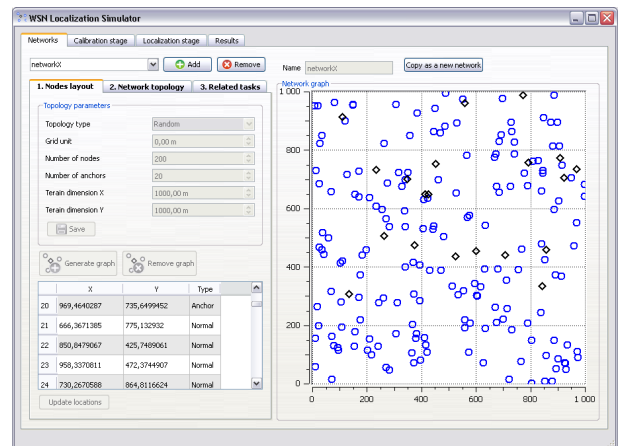 WSN Localization Simulator
Networks Calibration stage Localization stage Results
networkX Add Remove
Name networkX Copy as a new network
1. Nodes layout 2. Network topology 3. Related tasks
Topology parameters
Topology type Random
Grid unit 0,00 m
Number of nodes 200
Number of anchors 20
Terain dimension X 1000,00 m
Terain dimension Y 1000,00 m
Save
Generate graph Remove graph
X Y Type
20 969,4640287 735,6499452 Anchor
21 666,3671385 775,132932 Normal
22 850,8479067 425,7489061 Normal
23 958,3370811 472,3744907 Normal
24 730,2670588 864,8116624 Normal
Update locations
Network graph
1 000
800
600
400
200
0
0 200 400 600 800 1 000